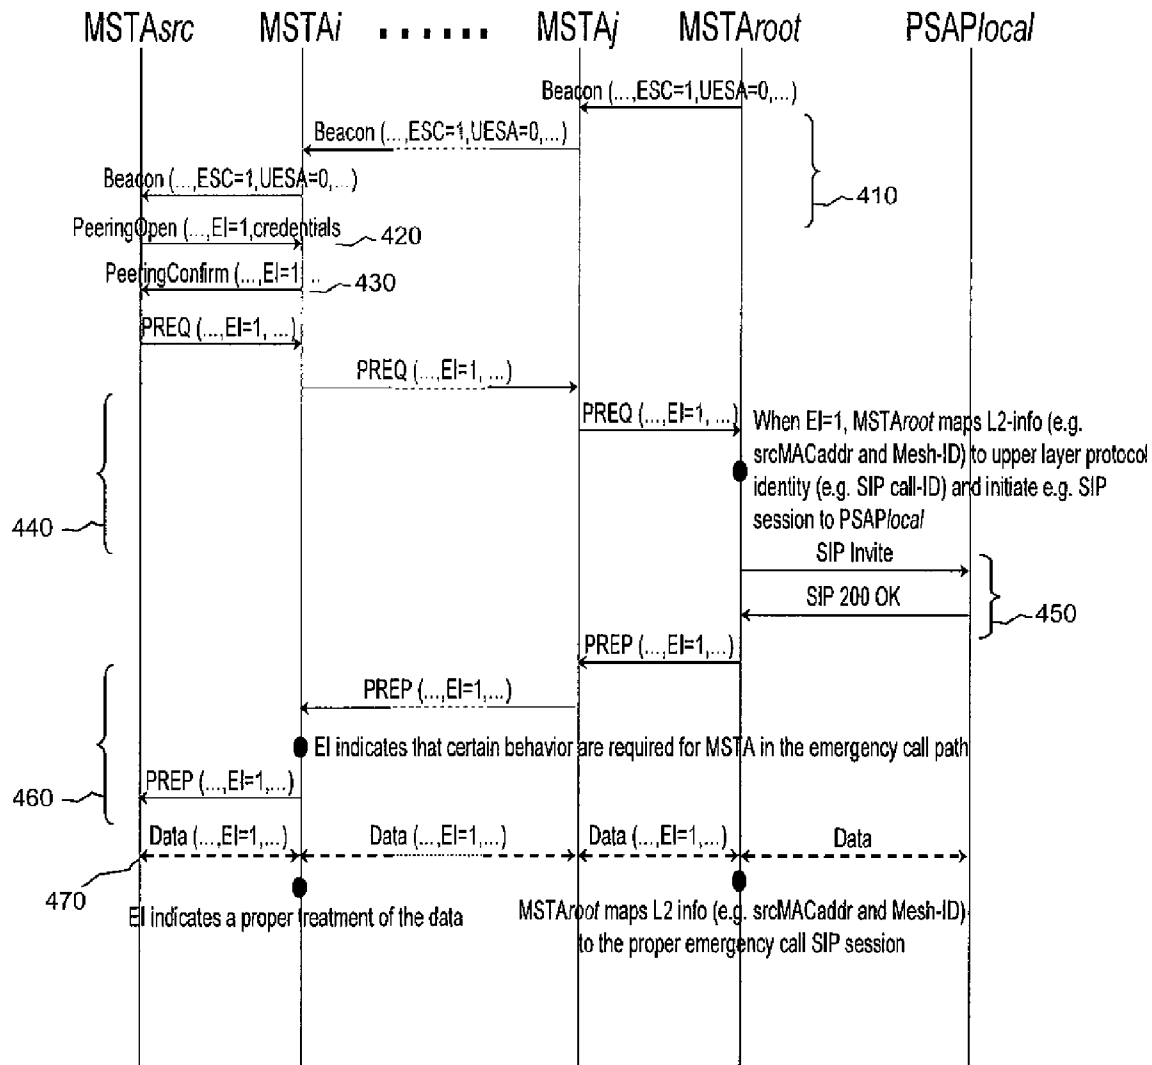 MSTAsrc MSTAi ...... MSTAj MSTAroot PSAPlocal
Beacon (...,ESC=1,UESA=0,...)
Beacon (...,ESC=1,UESA=0,...)
Beacon (...,ESC=1,UESA=0,...)
410
PeeringOpen (...,EI=1,credentials
420
PeeringConfirm (...,EI=1 ..
430
PREQ (...,EI=1, ...)
PREQ (...,EI=1, ...)
PREQ (...,EI=1, ...)
When EI=1, MSTAroot maps L2-info (e.g.
srcMACaddr and Mesh-ID) to upper layer protocol
identity (e.g. SIP call-ID) and initiate e.g. SIP
session to PSAPlocal
440
SIP Invite
SIP 200 OK
450
PREP (...,EI=1,...)
PREP (...,EI=1,...)
EI indicates that certain behavior are required for MSTA in the emergency call path
PREP (...,EI=1,...)
460
Data (...,EI=1,...) Data (...,EI=1,...) Data (...,EI=1,...) Data
470
EI indicates a proper treatment of the data
MSTAroot maps L2 info (e.g. srcMACaddr and Mesh-ID)
to the proper emergency call SIP session